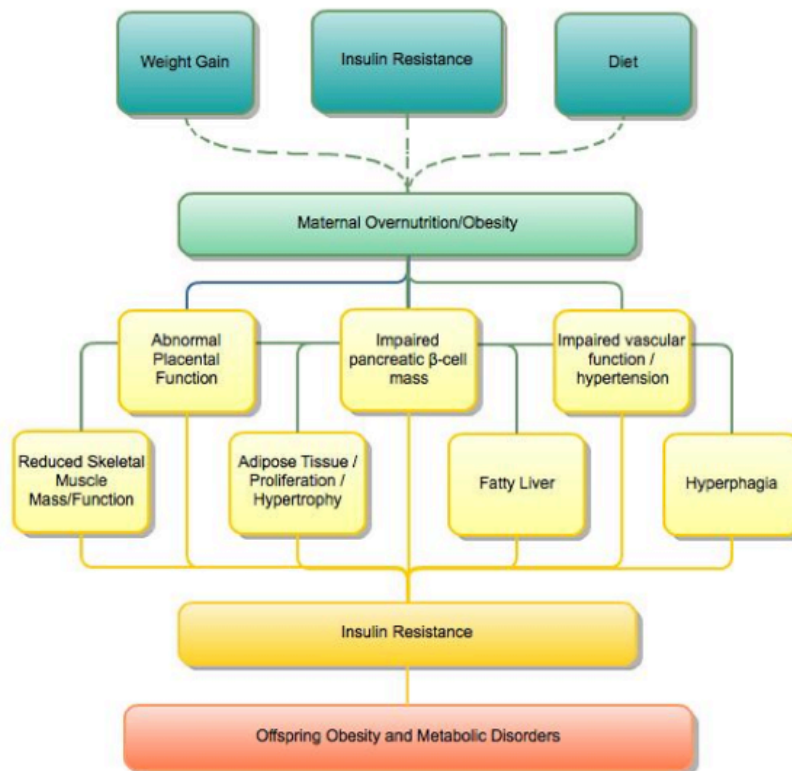 Weight Gain
Insulin Resistance
Diet
Maternal Overnutrition/Obesity
Abnormal
Placental
Function
Impaired
pancreatic β-cell
mass
Impaired vascular
function /
hypertension
Reduced Skeletal
Muscle
Mass/Function
Adipose Tissue /
Proliferation /
Hypertrophy
Fatty Liver
Hyperphagia
Insulin Resistance
Offspring Obesity and Metabolic Disorders